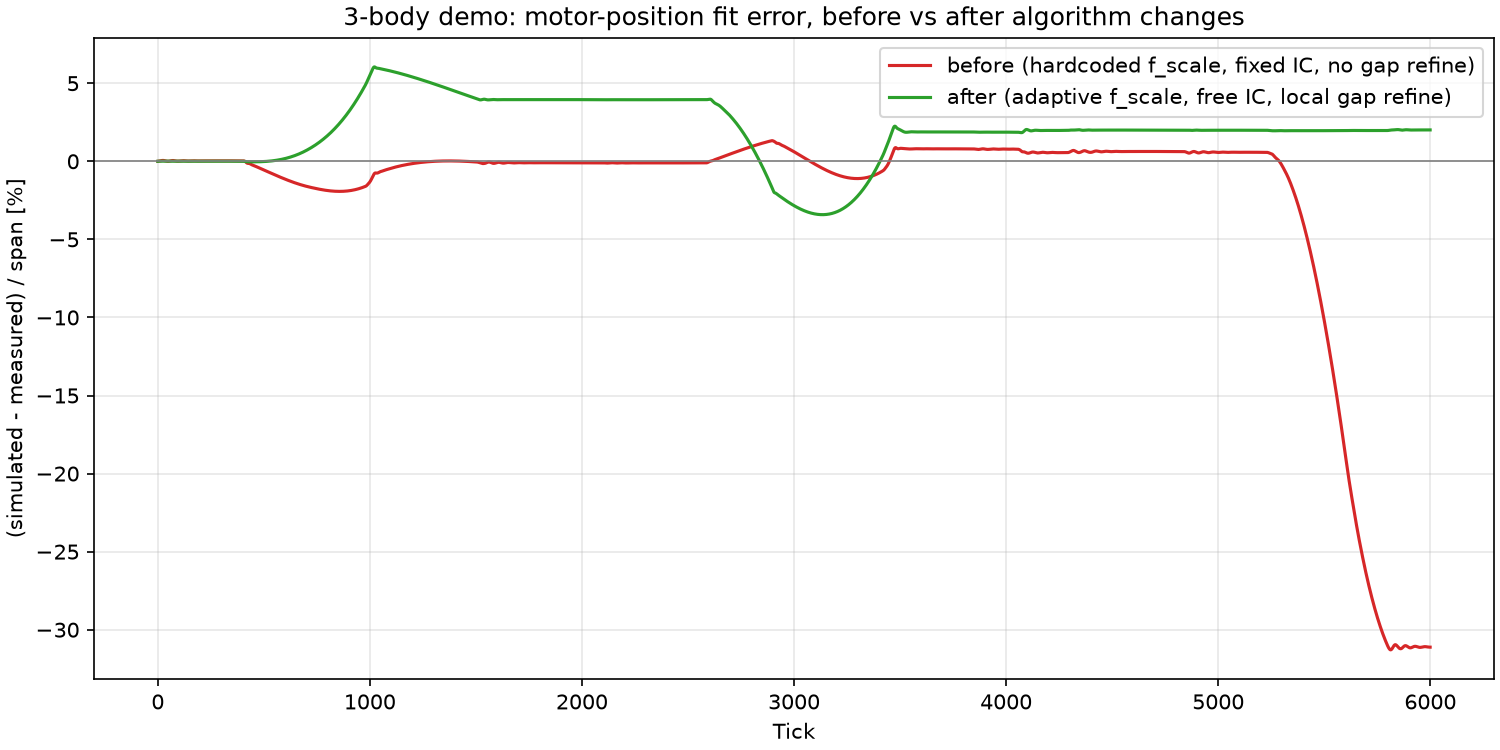 3-body demo: motor-position fit error, before vs after algorithm changes
before (hardcoded f_scale, fixed IC, no gap refine)
after (adaptive f_scale, free IC, local gap refine)
(simulated - measured) / span [%]
5
0
−5
−10
−15
−20
−25
−30
0 1000 2000 3000 4000 5000 6000
Tick